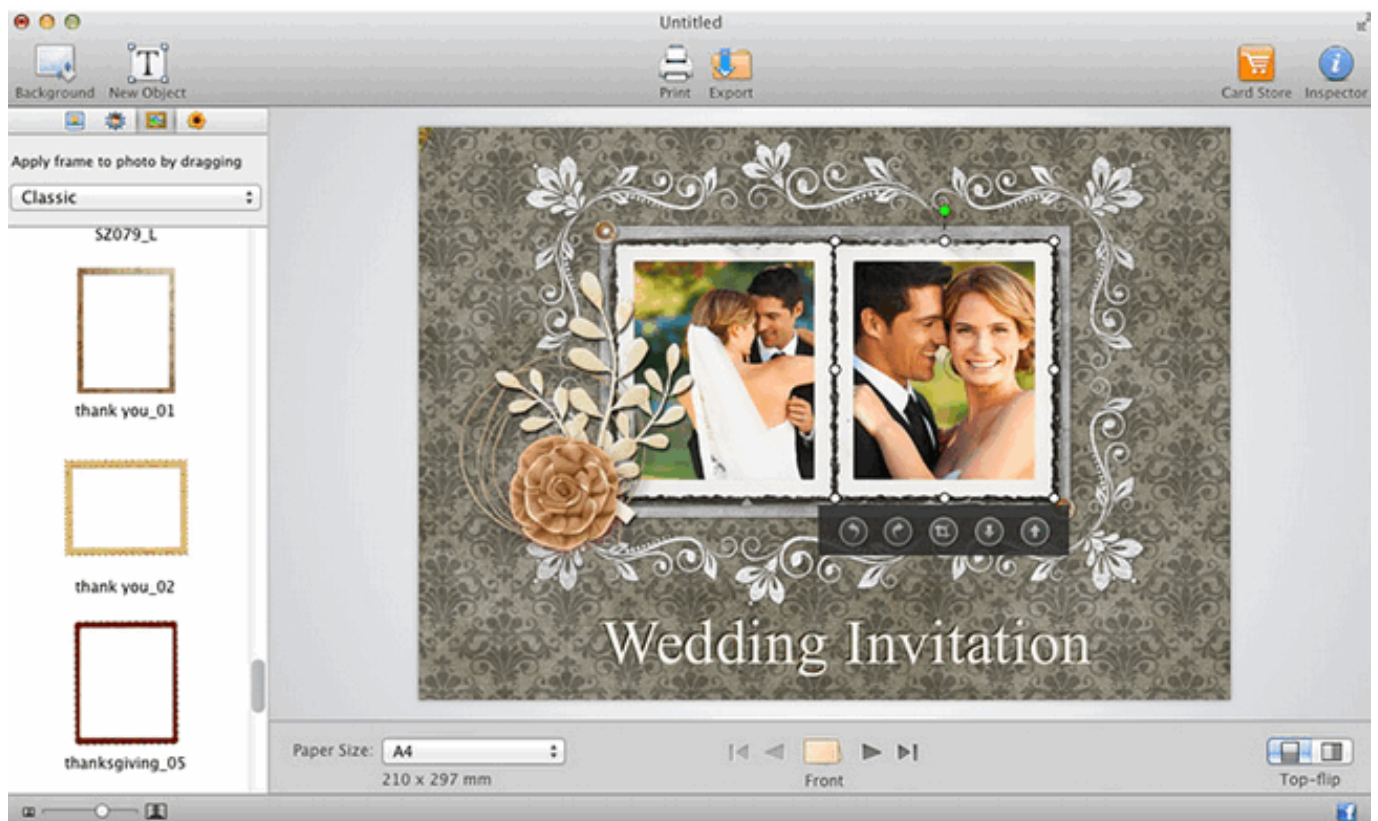 Untitled
Background New Object
Print Export
Card Store Inspector
Apply frame to photo by dragging
Classic
SZ079_L
thank you_01
thank you_02
thanksgiving_05
Wedding Invitation
Paper Size: A4
210 x 297 mm
Front
Top-flip